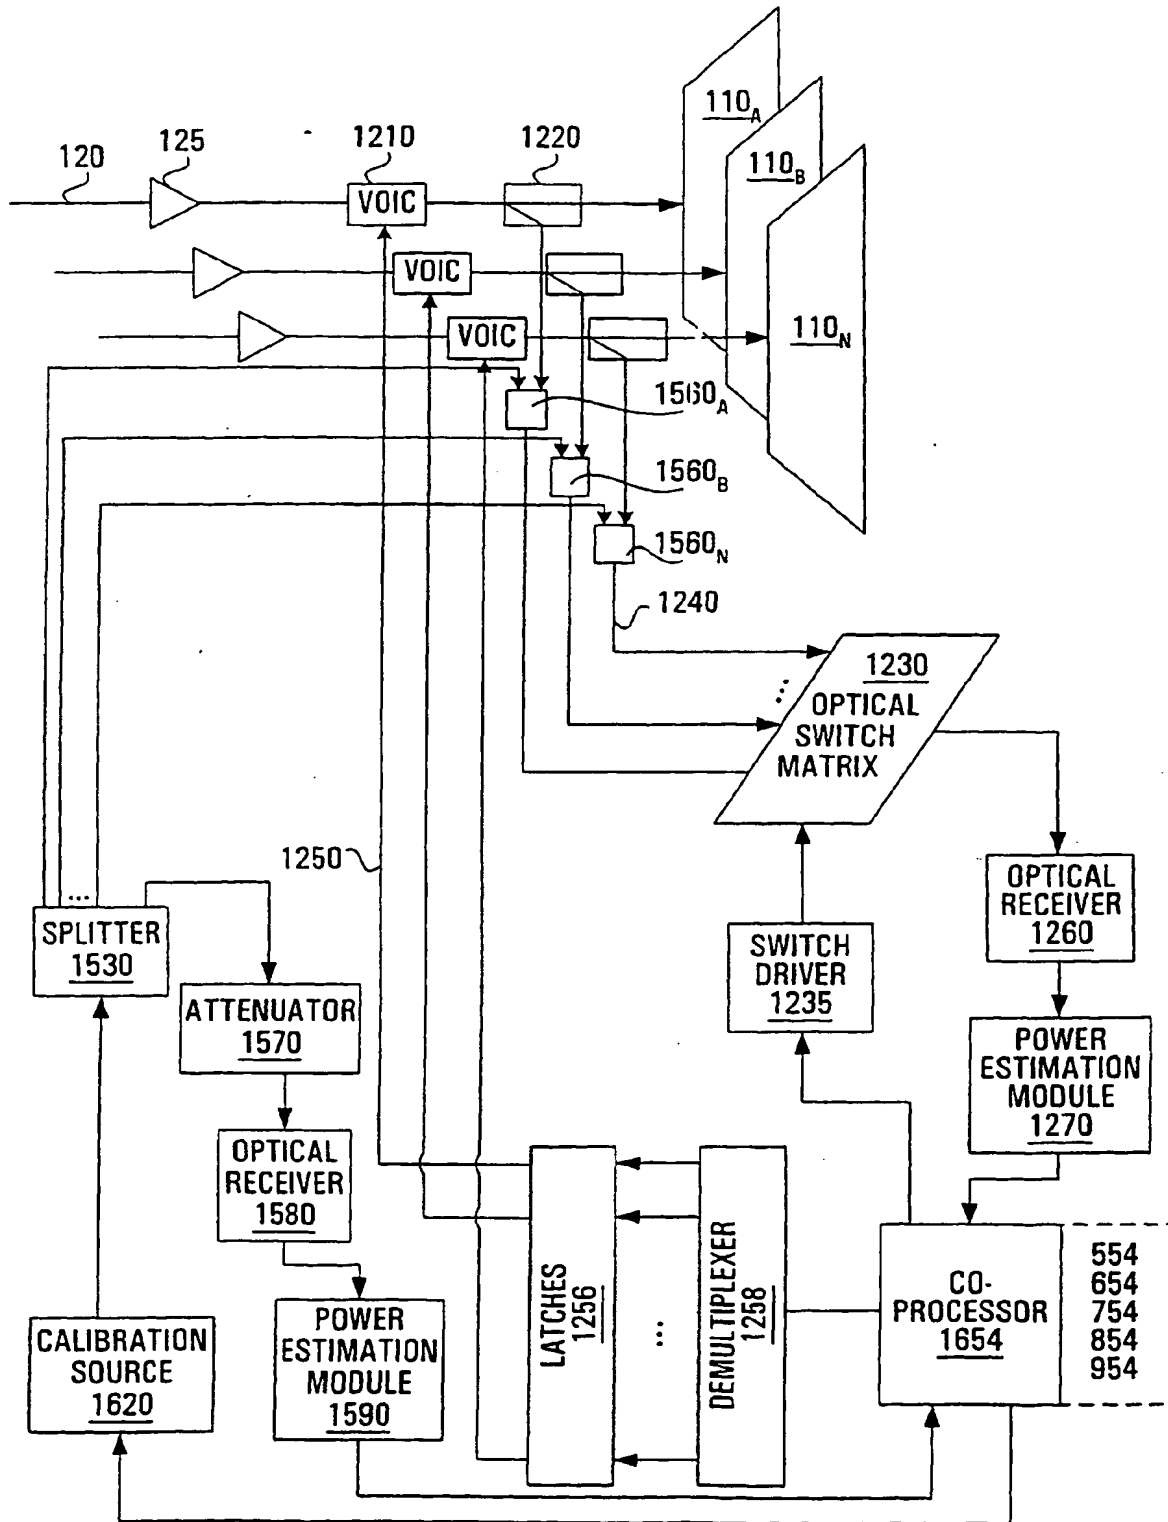 110A
120
125
1210
1220
110B
VOIC
VOIC
VOIC
110N
1560A
1560B
1560N
1240
1230
OPTICAL
SWITCH
MATRIX
...
1250
...
SPLITTER
1530
ATTENUATOR
1570
OPTICAL
RECEIVER
1580
POWER
ESTIMATION
MODULE
1590
CALIBRATION
SOURCE
1620
SWITCH
DRIVER
1235
OPTICAL
RECEIVER
1260
POWER
ESTIMATION
MODULE
1270
LATCHES
1256
...
DEMULTIPLEXER
1258
CO-
PROCESSOR
1654
554
654
754
854
954